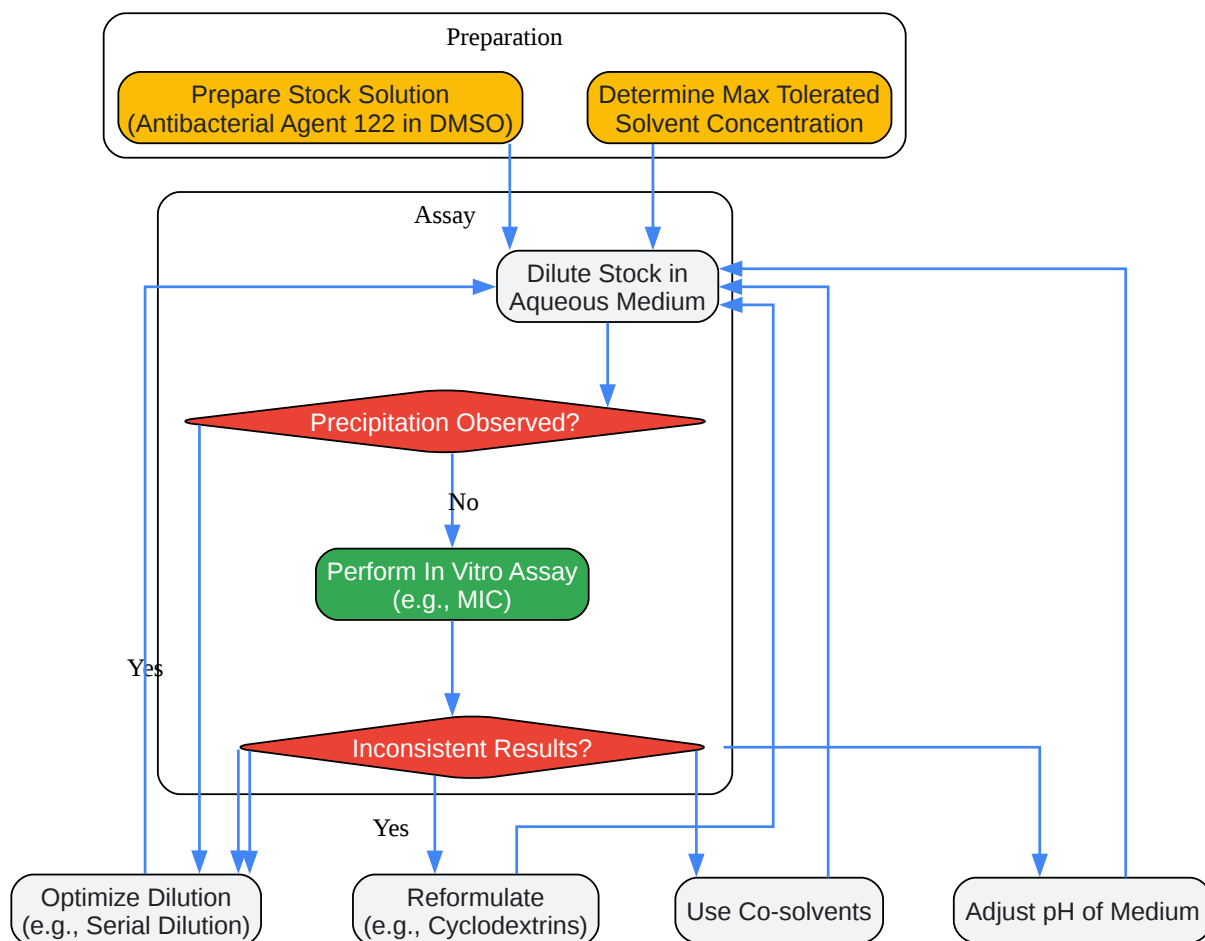 Preparation
Prepare Stock Solution
(Antibacterial Agent 122 in DMSO)
Determine Max Tolerated
Solvent Concentration
Assay
Dilute Stock in
Aqueous Medium
Precipitation Observed?
No
Perform In Vitro Assay
(e.g., MIC)
Yes
Inconsistent Results?
Yes
Optimize Dilution
(e.g., Serial Dilution)
Reformulate
(e.g., Cyclodextrins)
Use Co-solvents
Adjust pH of Medium